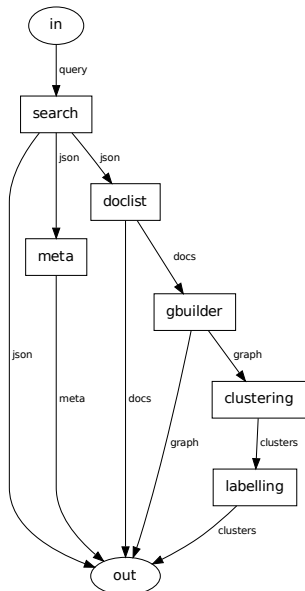 in
query
search
json
json
doclist
meta
docs
gbuilder
json
graph
clustering
meta
docs
graph
clusters
labelling
clusters
out